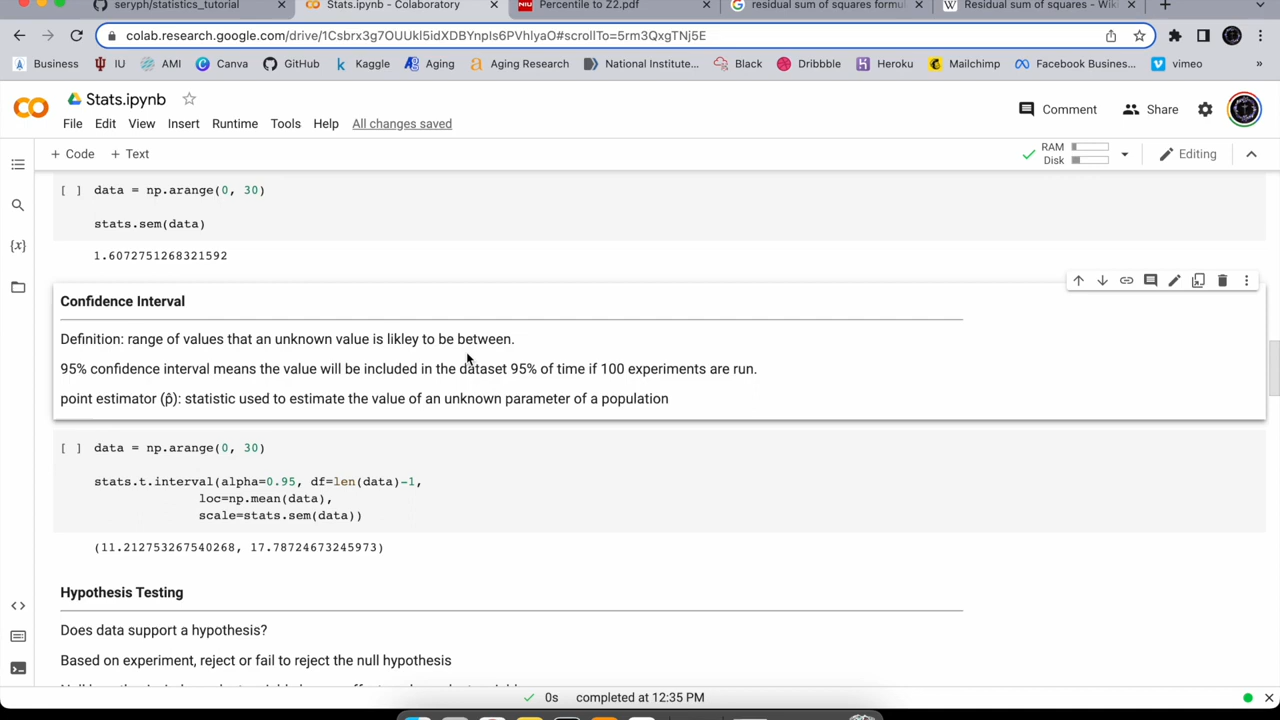 seryph/statistics_tutorial
Stats.ipynb - Colaboratory
NIU
Percentile to Z2.pdf
residual sum of squares formul
Residual sum of squares - Wiki
colab.research.google.com/drive/1Csbrx3g7OUUkl5idXDBYnpIs6PVhlyaO#scrollTo=5rm3QxgTNj5E
Business
IU
AMI
Canva
GitHub
Kaggle
Aging
Aging Research
National Institute...
Black
Dribbble
Heroku
Mailchimp
Facebook Busines...
vimeo
»
Stats.ipynb
Comment
Share
File Edit View Insert Runtime Tools Help All changes saved
+ Code + Text
RAM
Disk
Editing
[ ] data = np.arange(0, 30)
stats.sem(data)
1.6072751268321592
Confidence Interval
Definition: range of values that an unknown value is likley to be between.
95% confidence interval means the value will be included in the dataset 95% of time if 100 experiments are run.
point estimator (p̂): statistic used to estimate the value of an unknown parameter of a population
[ ] data = np.arange(0, 30)
stats.t.interval(alpha=0.95, df=len(data)-1,
loc=np.mean(data),
scale=stats.sem(data))
(11.212753267540268, 17.78724673245973)
Hypothesis Testing
Does data support a hypothesis?
Based on experiment, reject or fail to reject the null hypothesis
0s completed at 12:35 PM